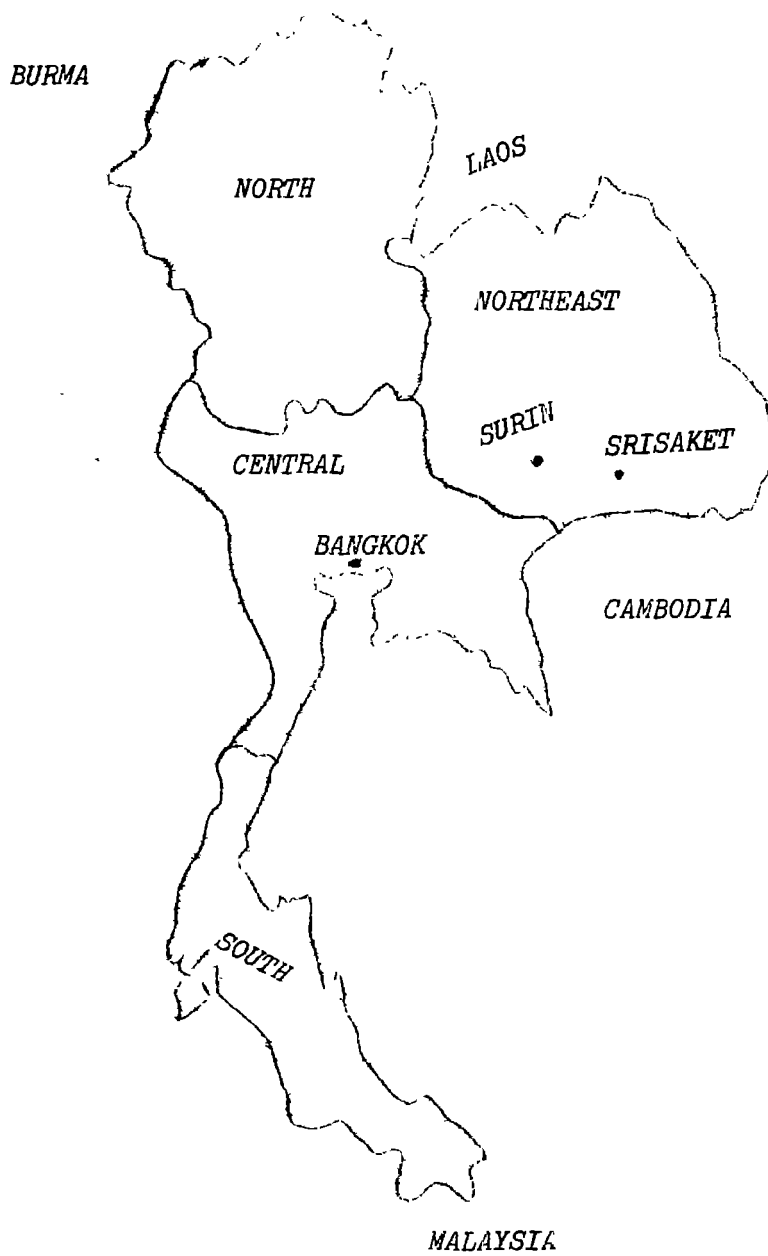 BURMA
LAOS
NORTH
NORTHEAST
SURIN
SRISAKET
CENTRAL
BANGKOK
CAMBODIA
SOUTH
MALAYSIA